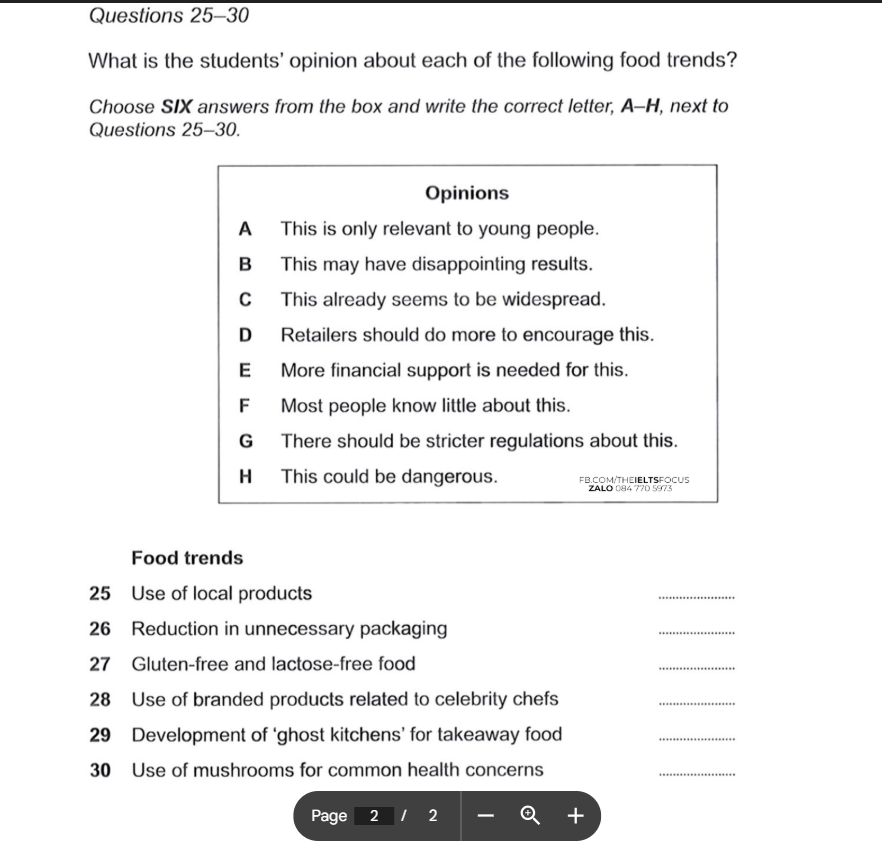 Questions 25–30
What is the students' opinion about each of the following food trends?
Choose SIX answers from the box and write the correct letter, A–H, next to
Questions 25–30.
Opinions
A This is only relevant to young people.
B This may have disappointing results.
C This already seems to be widespread.
D Retailers should do more to encourage this.
E More financial support is needed for this.
F Most people know little about this.
G There should be stricter regulations about this.
H This could be dangerous.
FB.COM/THEIELTSFOCUS
ZALO 084 770 5973
Food trends
25 Use of local products ......................
26 Reduction in unnecessary packaging ......................
27 Gluten-free and lactose-free food ......................
28 Use of branded products related to celebrity chefs ......................
29 Development of 'ghost kitchens' for takeaway food ......................
30 Use of mushrooms for common health concerns ......................
Page 2 / 2